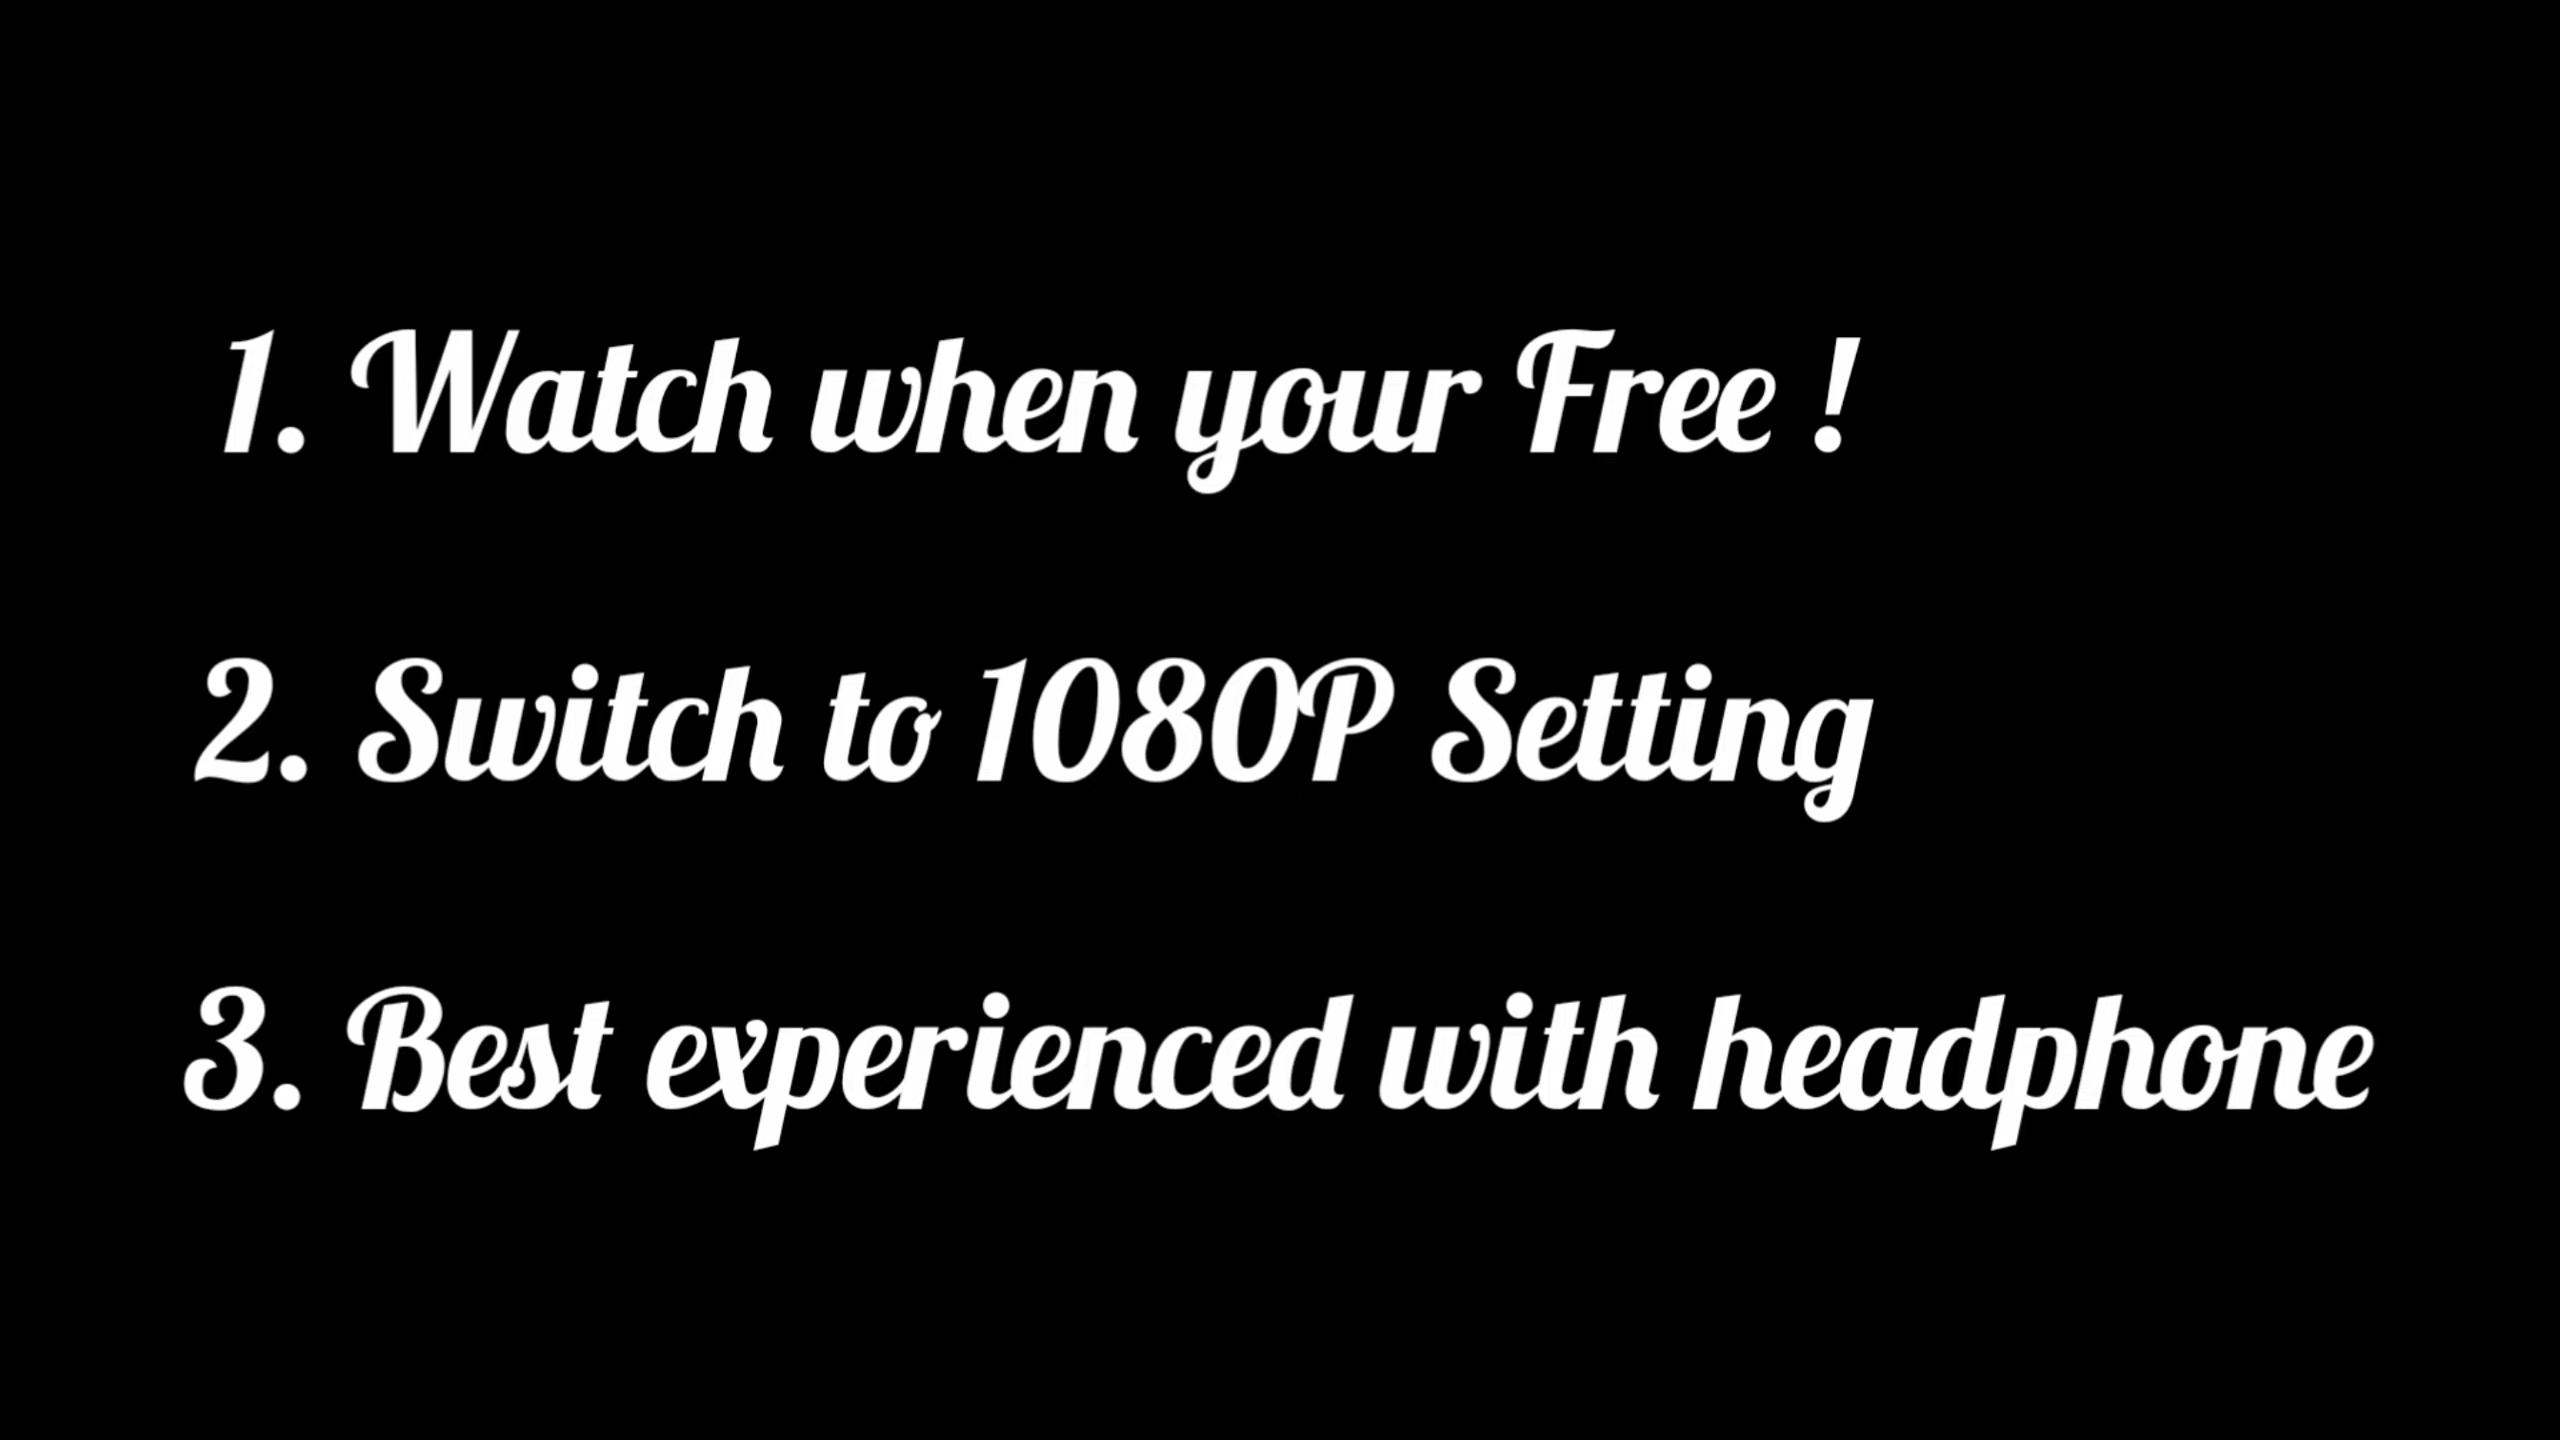 1. Watch when your Free !
2. Switch to 1080P Setting
3. Best experienced with headphone